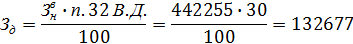 З_д = (З_н^в · п. 32 В.Д.)/100 = (442255 · 30)/100 = 132677